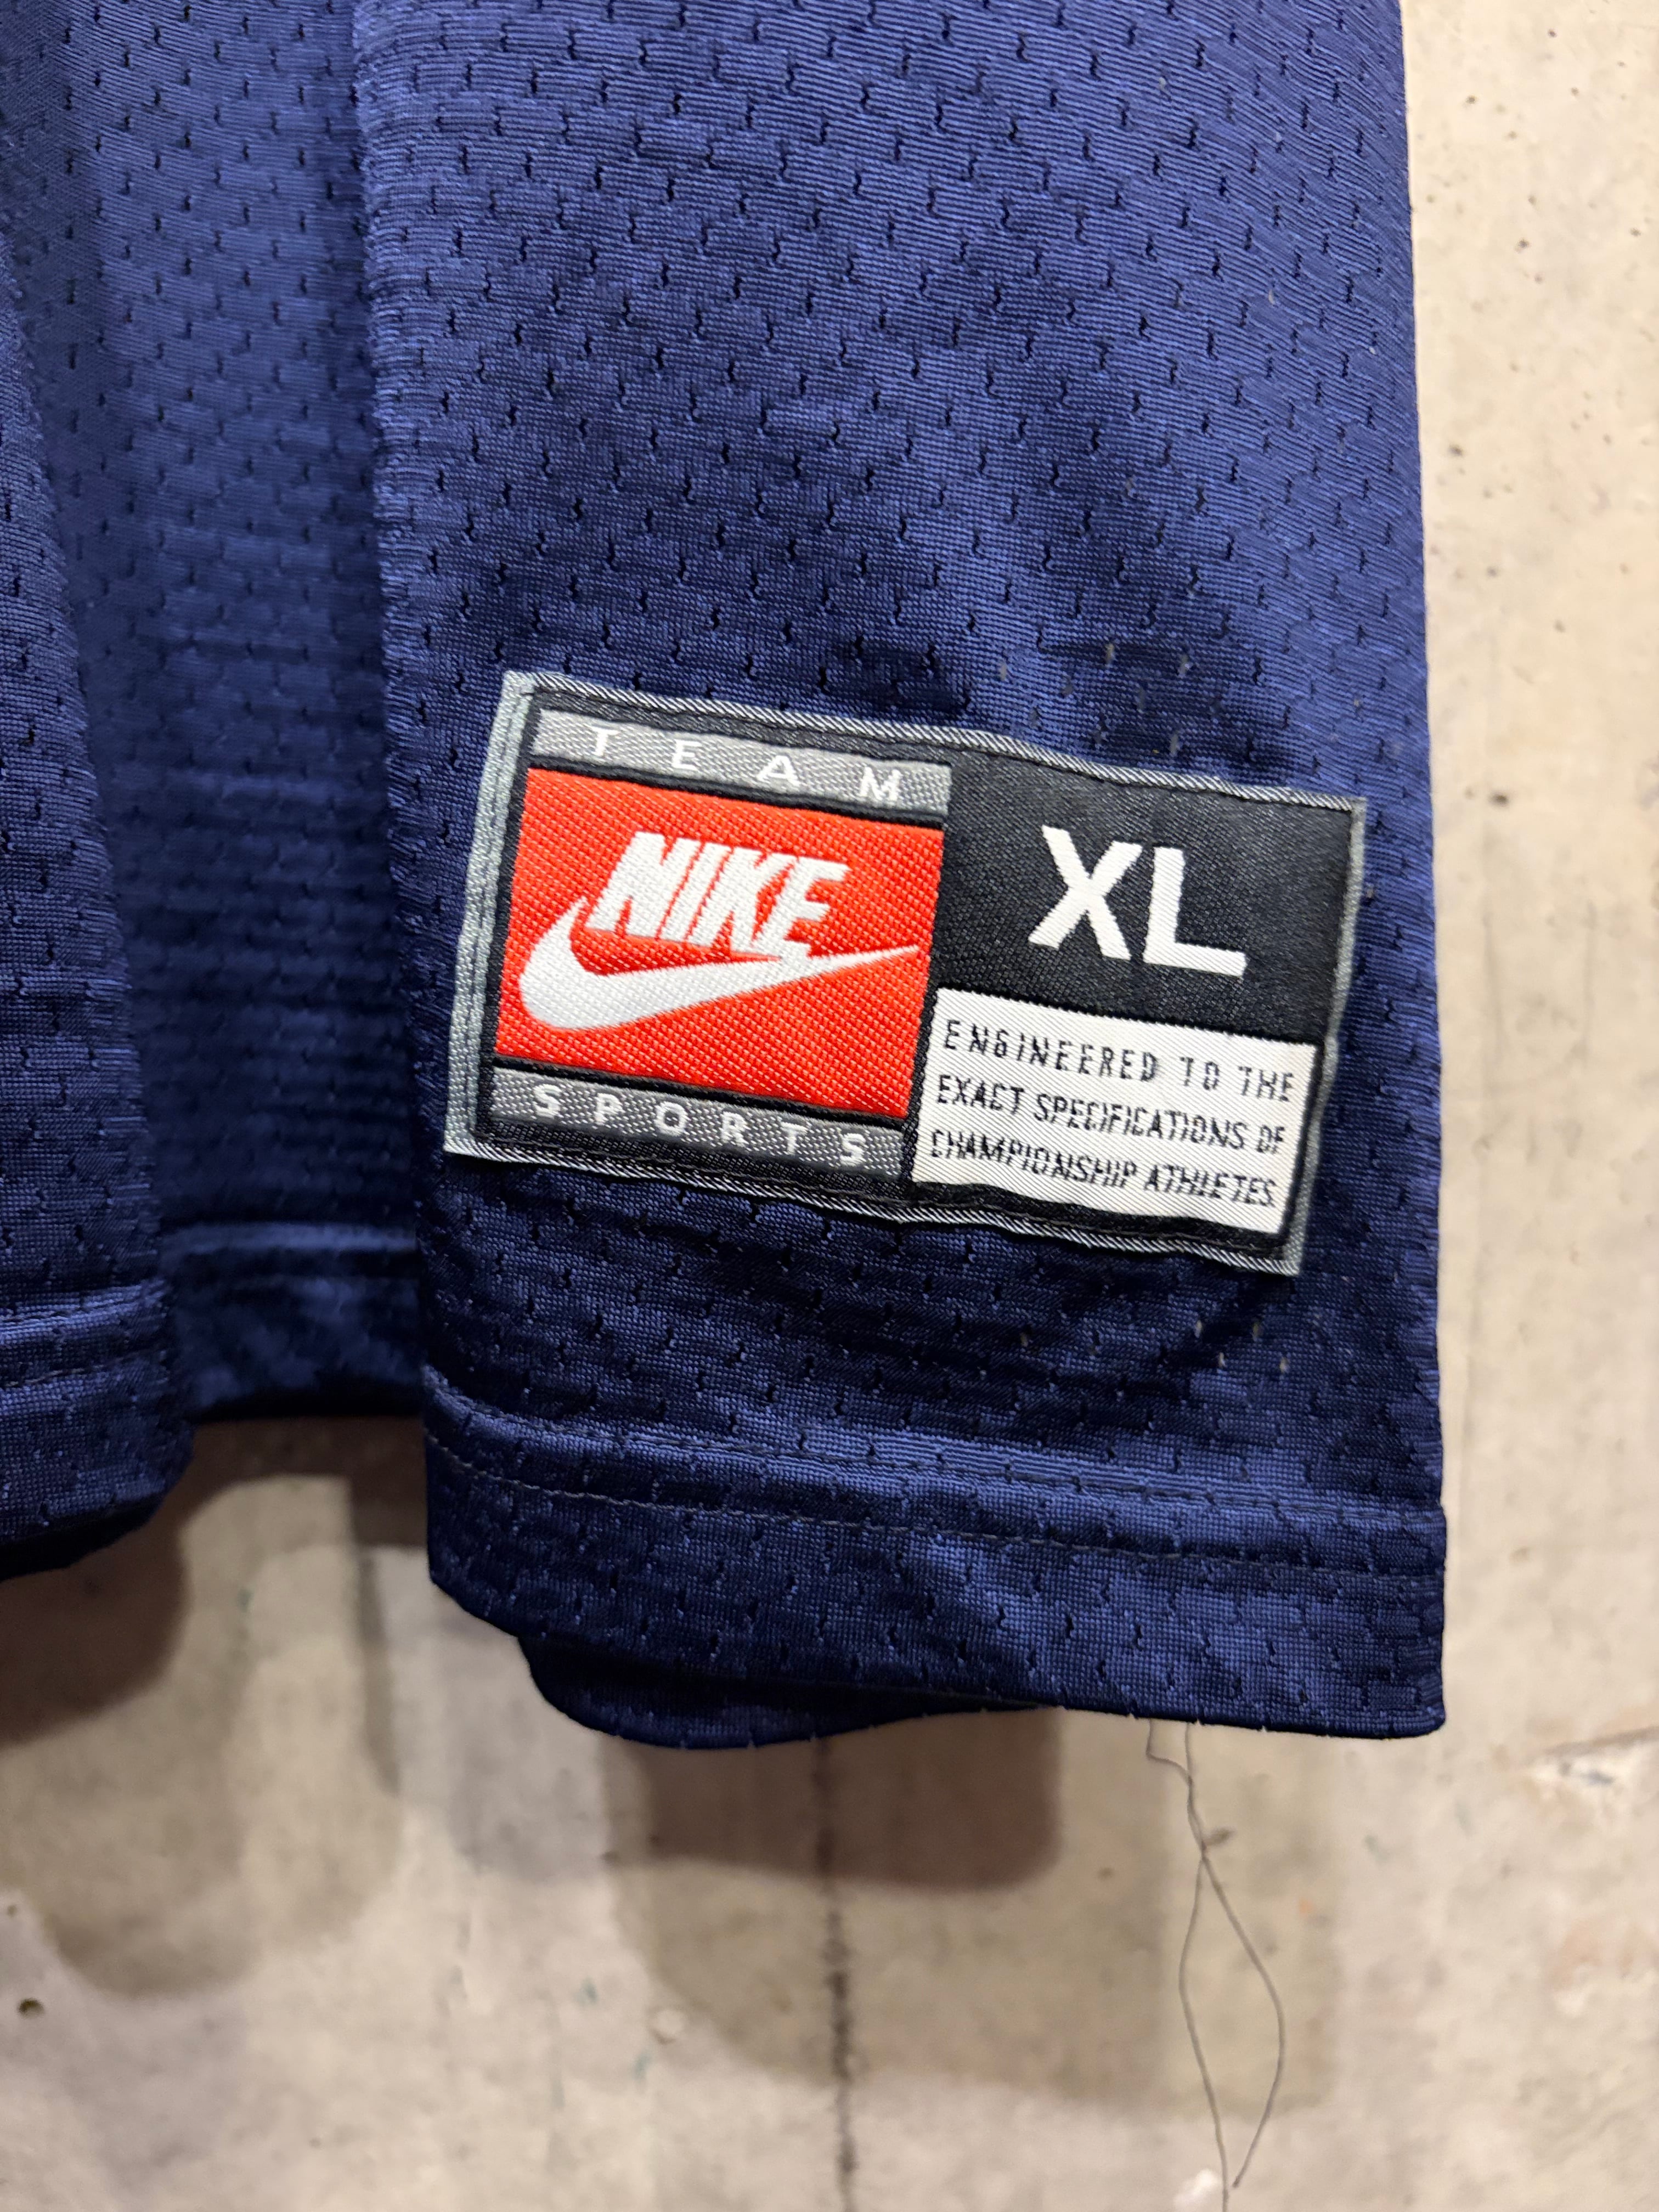 TEAM
NIKE
SPORTS
XL
ENGINEERED TO THE
EXACT SPECIFICATIONS OF
CHAMPIONSHIP ATHLETES.